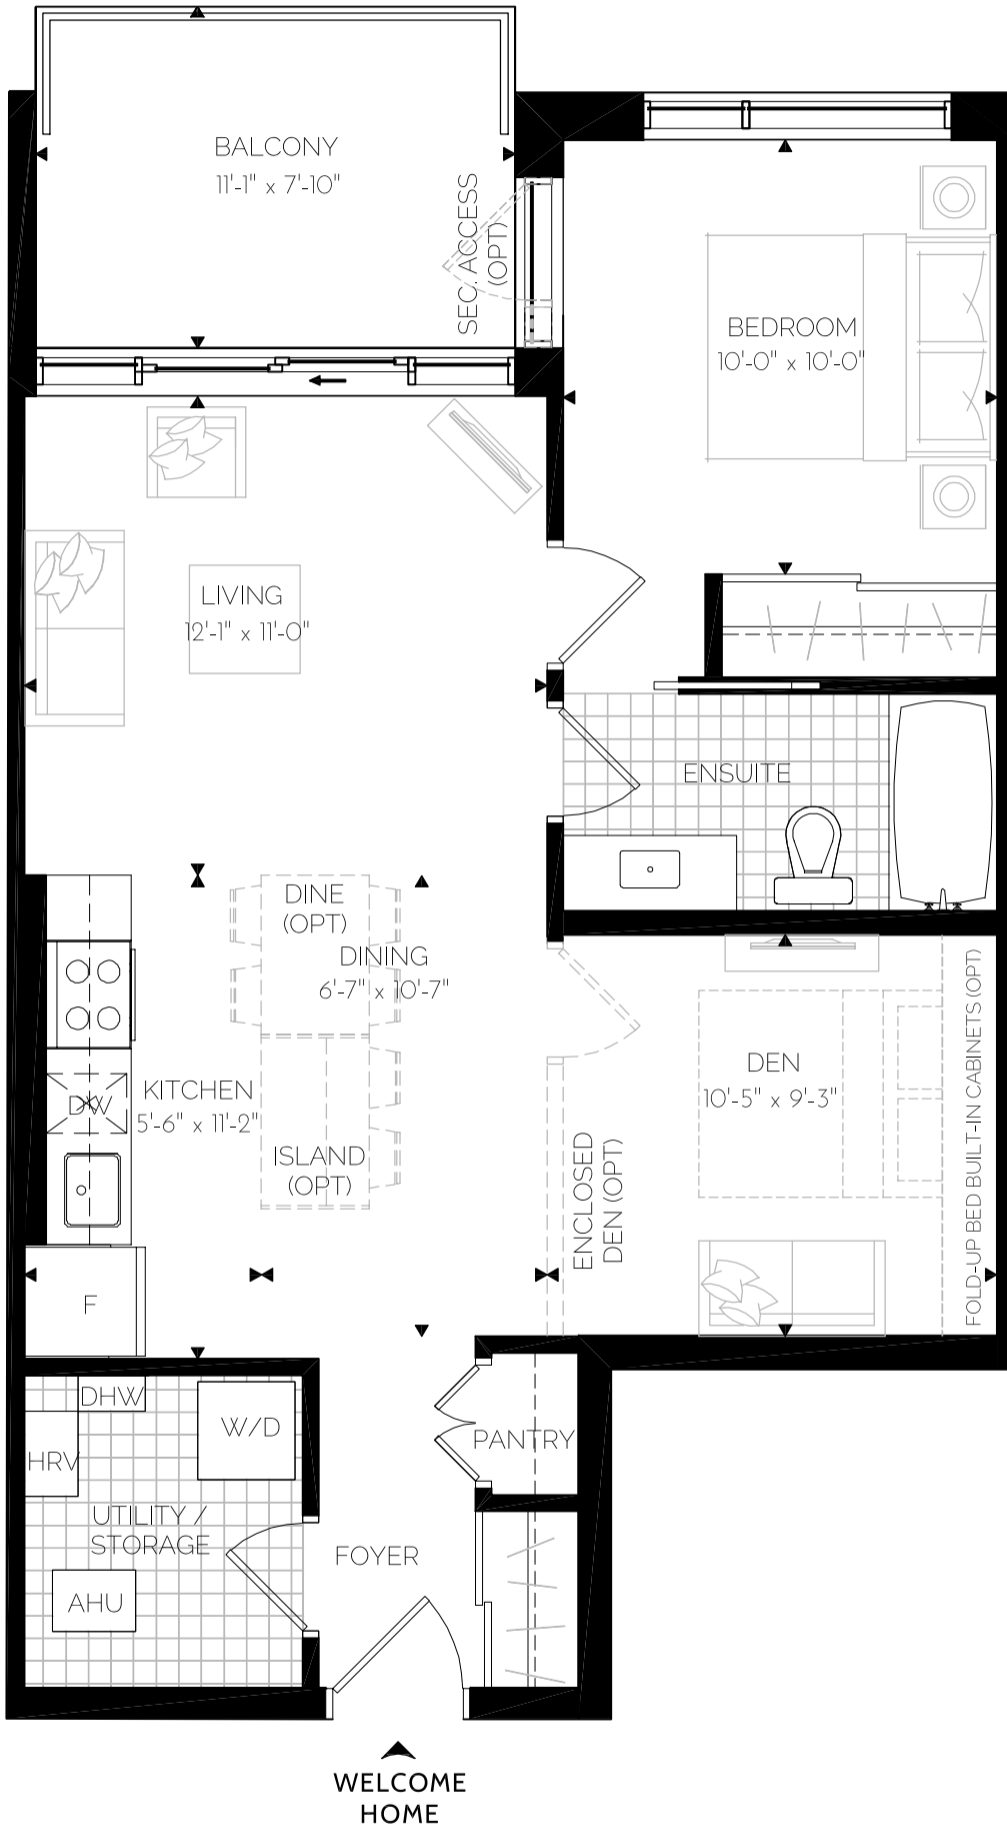 BALCONY
11'-1" x 7'-10"
SEC. ACCESS
(OPT)
BEDROOM
10'-0" x 10'-0"
LIVING
12'-1" x 11'-0"
ENSUITE
DINE
(OPT)
DINING
6'-7" x 10'-7"
KITCHEN
5'-6" x 11'-2"
DW
ISLAND
(OPT)
F
DEN
10'-5" x 9'-3"
ENCLOSED
DEN (OPT)
FOLD-UP BED BUILT-IN CABINETS (OPT)
DHW
W/D
HRV
UTILITY /
STORAGE
AHU
PANTRY
FOYER
WELCOME
HOME